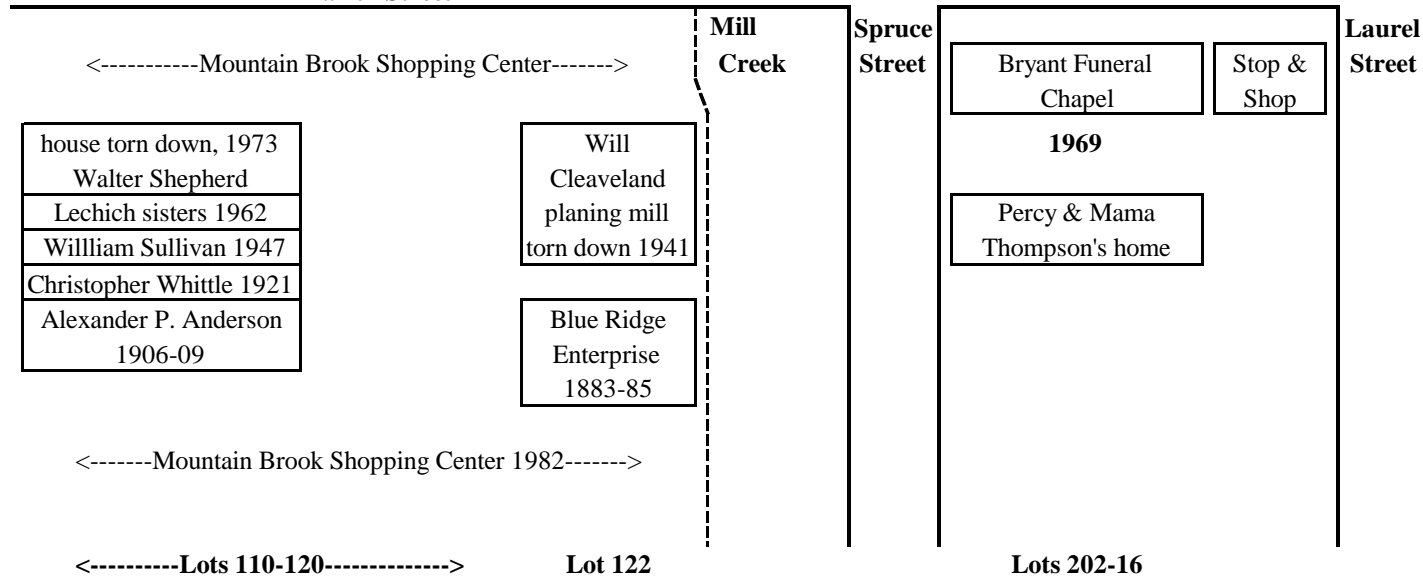 Mill
Creek
Spruce
Street
Laurel
Street
<-----------Mountain Brook Shopping Center------->
Bryant Funeral
Chapel
Stop &
Shop
house torn down, 1973
Walter Shepherd
Lechich sisters 1962
Willliam Sullivan 1947
Christopher Whittle 1921
Alexander P. Anderson
1906-09
Will
Cleaveland
planing mill
torn down 1941
1969
Percy & Mama
Thompson's home
Blue Ridge
Enterprise
1883-85
<-------Mountain Brook Shopping Center 1982------->
<----------Lots 110-120-------------->
Lot 122
Lots 202-16